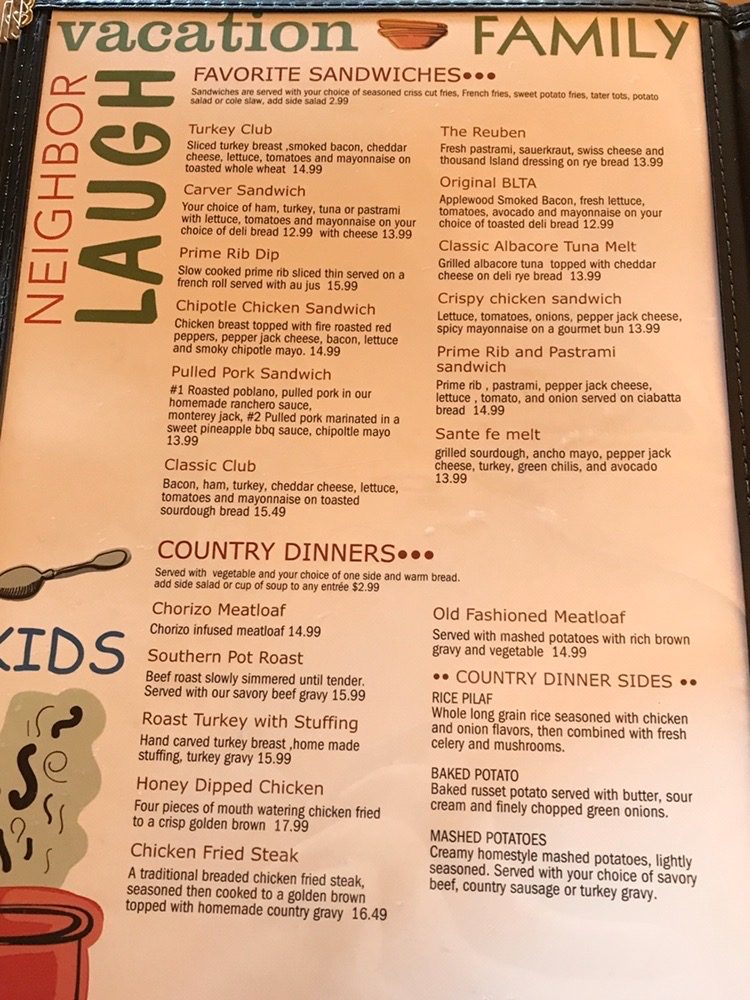 vacation FAMILY
NEIGHBOR
LAUGH
FAVORITE SANDWICHES•••
Sandwiches are served with your choice of seasoned criss cut fries, French fries, sweet potato fries, tater tots, potato
salad or cole slaw, add side salad 2.99
Turkey Club
Sliced turkey breast ,smoked bacon, cheddar
cheese, lettuce, tomatoes and mayonnaise on
toasted whole wheat 14.99
Carver Sandwich
Your choice of ham, turkey, tuna or pastrami
with lettuce, tomatoes and mayonnaise on your
choice of deli bread 12.99 with cheese 13.99
Prime Rib Dip
Slow cooked prime rib sliced thin served on a
french roll served with au jus 15.99
Chipotle Chicken Sandwich
Chicken breast topped with fire roasted red
peppers, pepper jack cheese, bacon, lettuce
and smoky chipotle mayo. 14.99
Pulled Pork Sandwich
#1 Roasted poblano, pulled pork in our
homemade ranchero sauce,
monterey jack, #2 Pulled pork marinated in a
sweet pineapple bbq sauce, chipoltle mayo
13.99
Classic Club
Bacon, ham, turkey, cheddar cheese, lettuce,
tomatoes and mayonnaise on toasted
sourdough bread 15.49
The Reuben
Fresh pastrami, sauerkraut, swiss cheese and
thousand Island dressing on rye bread 13.99
Original BLTA
Applewood Smoked Bacon, fresh lettuce,
tomatoes, avocado and mayonnaise on your
choice of toasted deli bread 12.99
Classic Albacore Tuna Melt
Grilled albacore tuna topped with cheddar
cheese on deli rye bread 13.99
Crispy chicken sandwich
Lettuce, tomatoes, onions, pepper jack cheese,
spicy mayonnaise on a gourmet bun 13.99
Prime Rib and Pastrami
sandwich
Prime rib , pastrami, pepper jack cheese,
lettuce , tomato, and onion served on ciabatta
bread 14.99
Sante fe melt
grilled sourdough, ancho mayo, pepper jack
cheese, turkey, green chilis, and avocado
13.99
COUNTRY DINNERS•••
Served with vegetable and your choice of one side and warm bread.
add side salad or cup of soup to any entrée $2.99
KIDS
Chorizo Meatloaf
Chorizo infused meatloaf 14.99
Southern Pot Roast
Beef roast slowly simmered until tender.
Served with our savory beef gravy 15.99
Roast Turkey with Stuffing
Hand carved turkey breast ,home made
stuffing, turkey gravy 15.99
Honey Dipped Chicken
Four pieces of mouth watering chicken fried
to a crisp golden brown 17.99
Chicken Fried Steak
A traditional breaded chicken fried steak,
seasoned then cooked to a golden brown
topped with homemade country gravy 16.49
Old Fashioned Meatloaf
Served with mashed potatoes with rich brown
gravy and vegetable 14.99
•• COUNTRY DINNER SIDES ••
RICE PILAF
Whole long grain rice seasoned with chicken
and onion flavors, then combined with fresh
celery and mushrooms.
BAKED POTATO
Baked russet potato served with butter, sour
cream and finely chopped green onions.
MASHED POTATOES
Creamy homestyle mashed potatoes, lightly
seasoned. Served with your choice of savory
beef, country sausage or turkey gravy.